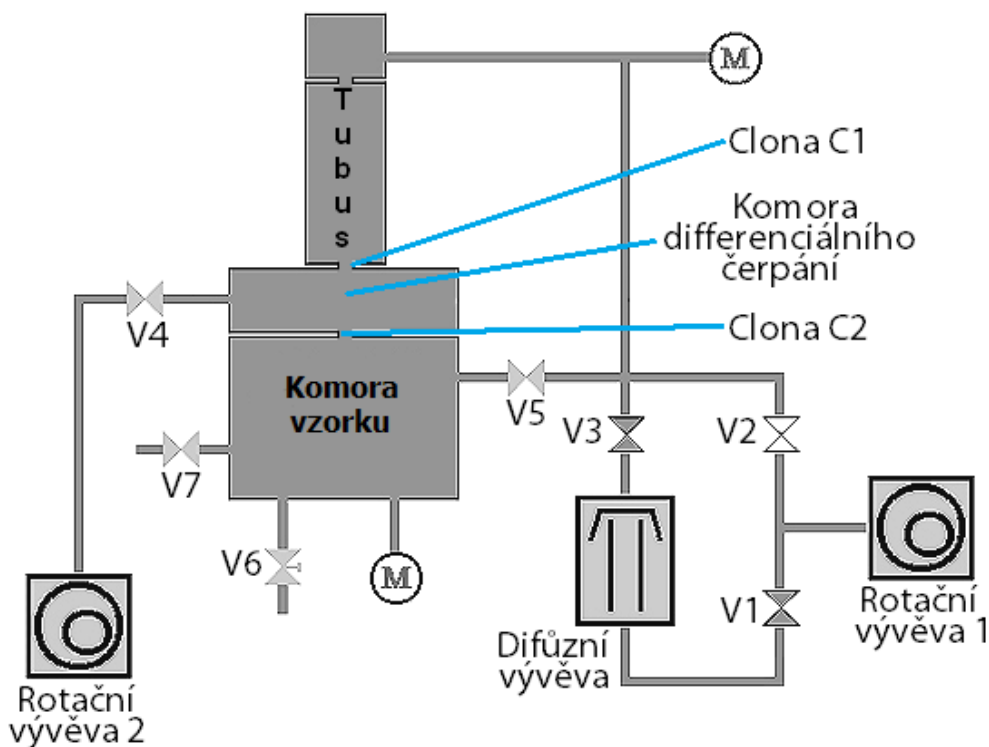 M
T
u
b
u
s
Clona C1
Komora
differenciálního
čerpání
V4
Clona C2
Komora
vzorku
V5
V3
V2
V7
V6
M
V1
Rotační
vývěva 1
Difůzní
vývěva
Rotační
vývěva 2